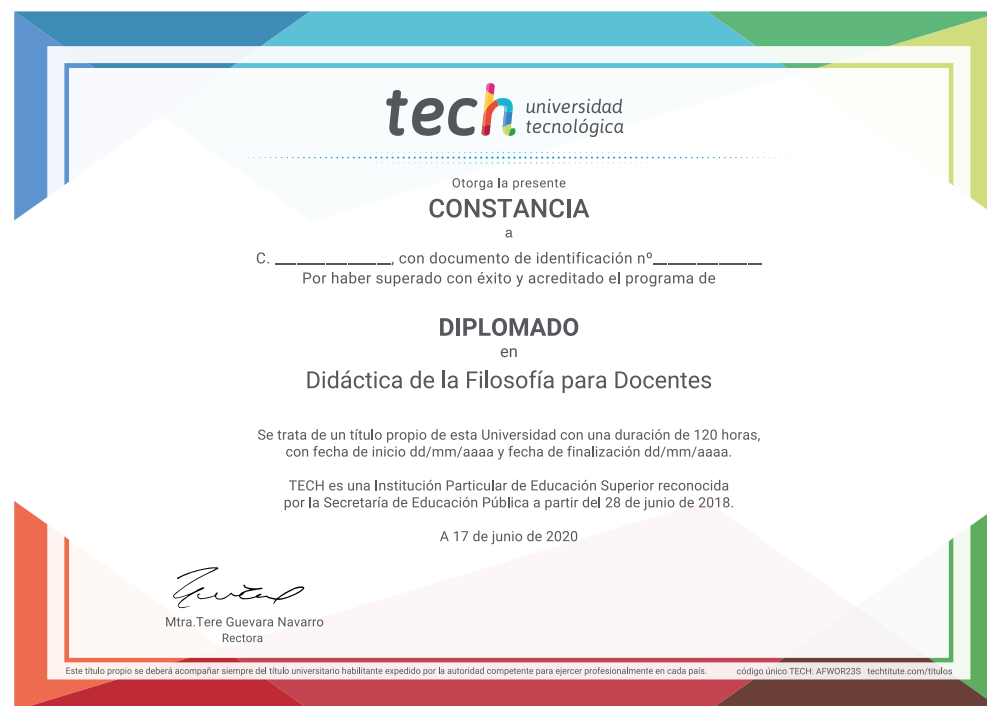 tech universidad
tecnológica
Otorga la presente
CONSTANCIA
a
C. ______________, con documento de identificación nº_____________
Por haber superado con éxito y acreditado el programa de
DIPLOMADO
en
Didáctica de la Filosofía para Docentes
Se trata de un título propio de esta Universidad con una duración de 120 horas,
con fecha de inicio dd/mm/aaaa y fecha de finalización dd/mm/aaaa.
TECH es una Institución Particular de Educación Superior reconocida
por la Secretaría de Educación Pública a partir del 28 de junio de 2018.
A 17 de junio de 2020
Mtra.Tere Guevara Navarro
Rectora
Este título propio se deberá acompañar siempre del título universitario habilitante expedido por la autoridad competente para ejercer profesionalmente en cada país. código único TECH: AFWOR23S techtitute.com/titulos